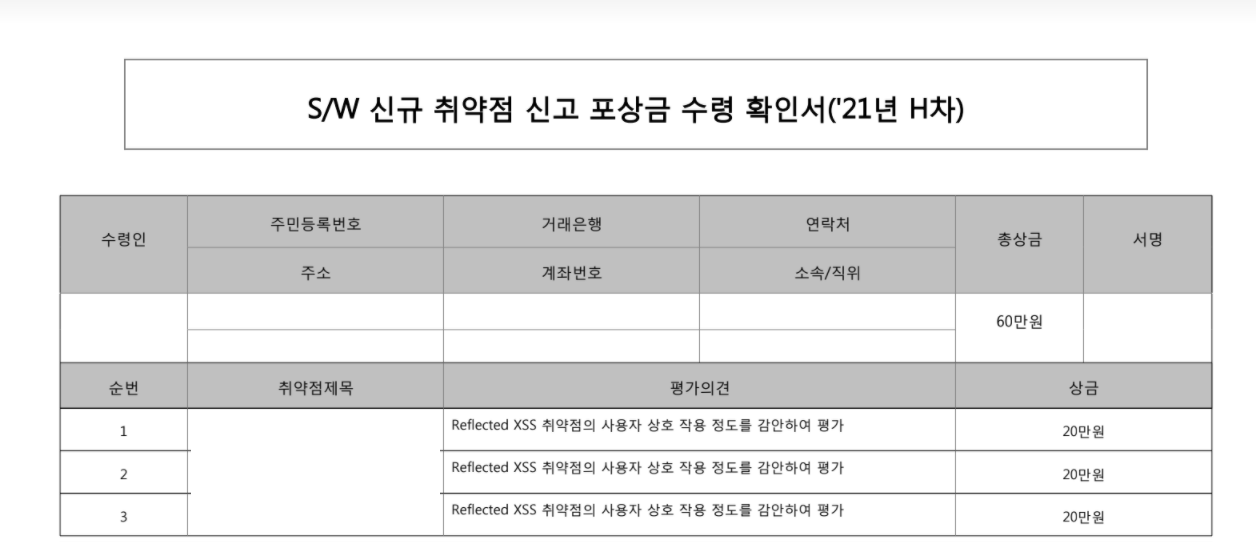 S/W 신규 취약점 신고 포상금 수령 확인서('21년 H차)
수령인 주민등록번호 거래은행 연락처 총상금 서명
주소 계좌번호 소속/직위
60만원
순번 취약점제목 평가의견 상금
1 Reflected XSS 취약점의 사용자 상호 작용 정도를 감안하여 평가 20만원
2 Reflected XSS 취약점의 사용자 상호 작용 정도를 감안하여 평가 20만원
3 Reflected XSS 취약점의 사용자 상호 작용 정도를 감안하여 평가 20만원